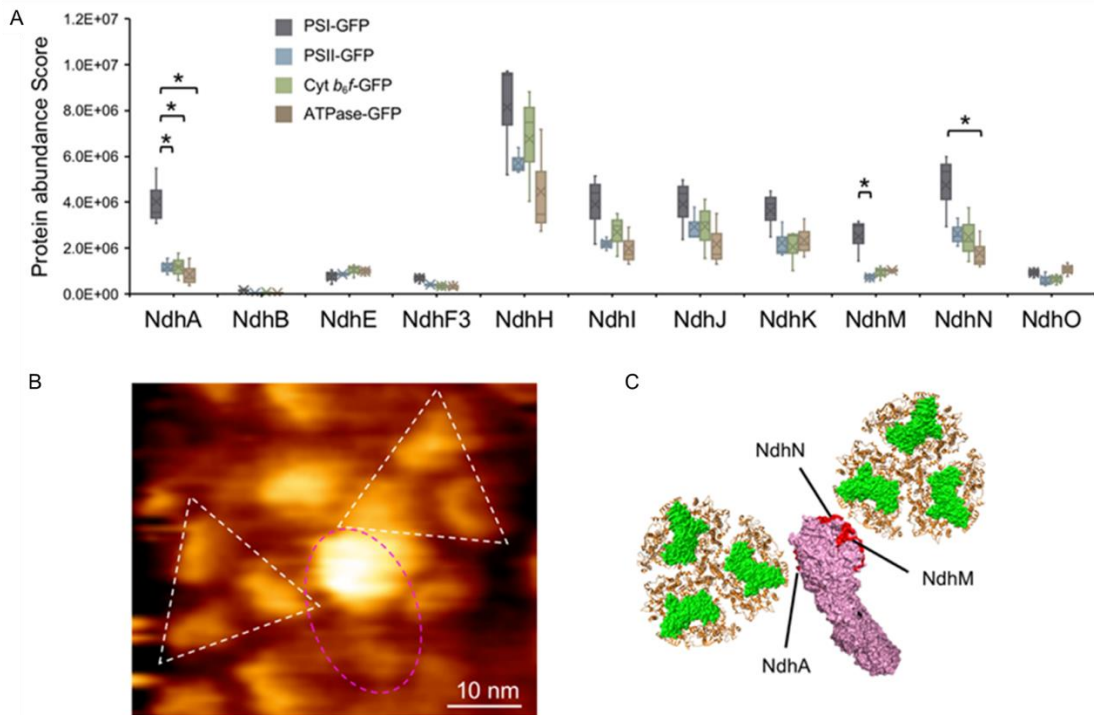 A
Protein abundance Score
1.2E+07
1.0E+07
8.0E+06
6.0E+06
4.0E+06
2.0E+06
0.0E+00
PSI-GFP
PSII-GFP
Cyt b6f-GFP
ATPase-GFP
*
*
*
*
*
NdhA NdhB NdhE NdhF3 NdhH NdhI NdhJ NdhK NdhM NdhN NdhO
B
10 nm
C
NdhN
NdhM
NdhA